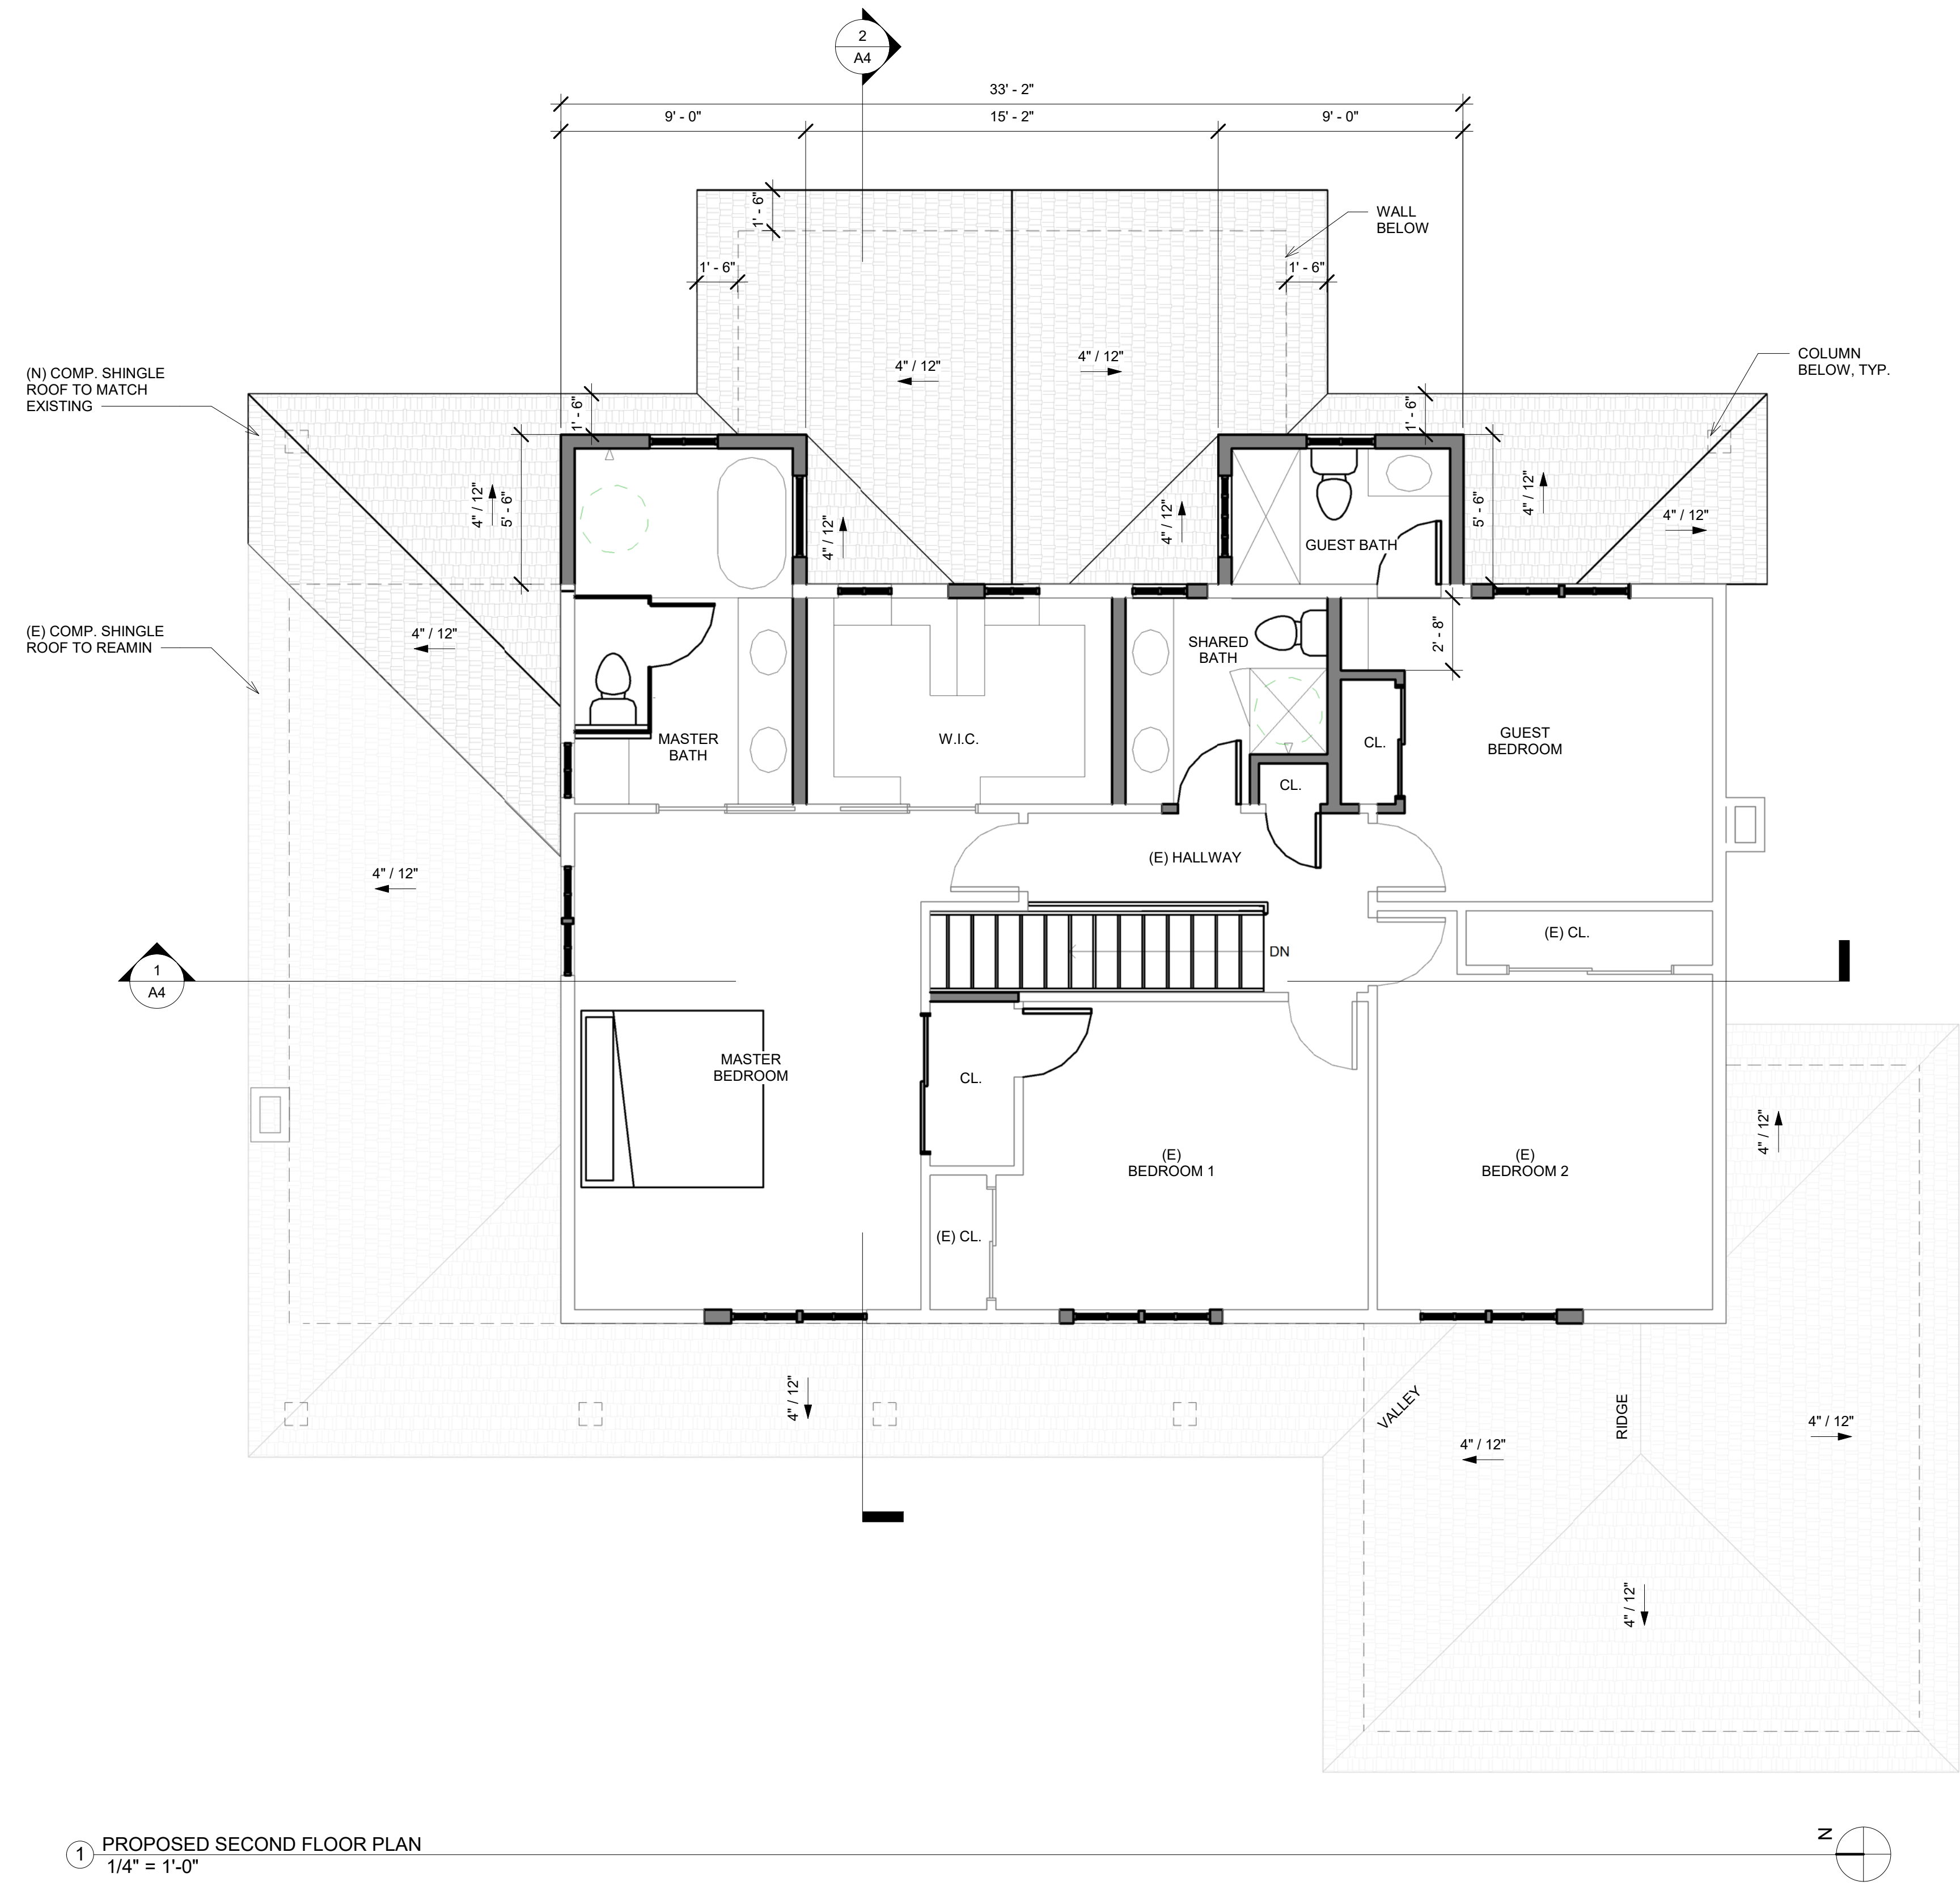 2
A4
33' - 2"
9' - 0"
15' - 2"
9' - 0"
1' - 6"
WALL
BELOW
1' - 6"
1' - 6"
(N) COMP. SHINGLE
ROOF TO MATCH
EXISTING
COLUMN
BELOW, TYP.
4" / 12"
4" / 12"
1' - 6"
1' - 6"
4" / 12"
5' - 6"
4" / 12"
4" / 12"
5' - 6"
4" / 12"
4" / 12"
GUEST BATH
(E) COMP. SHINGLE
ROOF TO REAMIN
4" / 12"
SHARED
BATH
2' - 8"
MASTER
BATH
W.I.C.
CL.
GUEST
BEDROOM
CL.
(E) HALLWAY
4" / 12"
(E) CL.
DN
1
A4
MASTER
BEDROOM
CL.
4" / 12"
(E)
BEDROOM 1
(E)
BEDROOM 2
(E) CL.
4" / 12"
VALLEY
RIDGE
4" / 12"
4" / 12"
4" / 12"
1
PROPOSED SECOND FLOOR PLAN
1/4" = 1'-0"
N